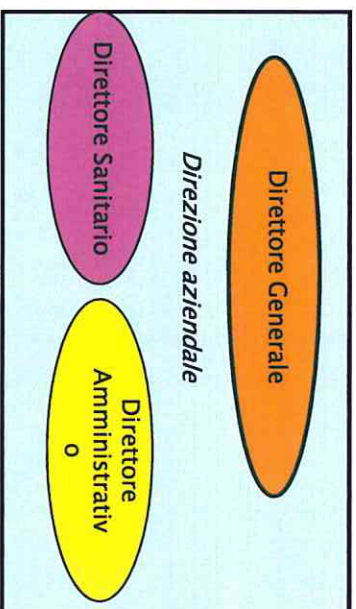 Direttore Generale
Direzione aziendale
Direttore Sanitario
Direttore
Amministrativ
o